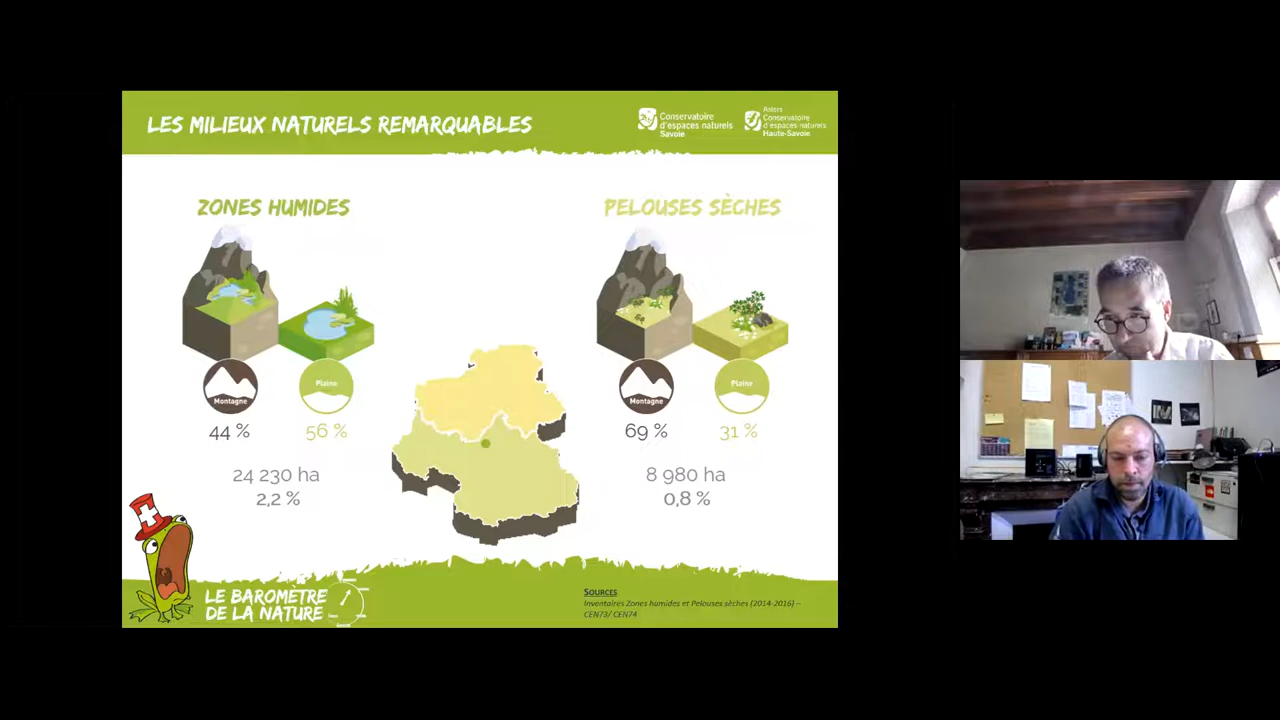 LES MILIEUX NATURELS REMARQUABLES
Conservatoire
d'espaces naturels
Savoie
Asters
Conservatoire
d'espaces naturels
Haute-Savoie
ZONES HUMIDES
Montagne
Plaine
44 %
56 %
24 230 ha
2,2 %
PELOUSES SÈCHES
Montagne
Plaine
69 %
31 %
8 980 ha
0,8 %
LE BAROMÈTRE
DE LA NATURE
SOURCES
Inventaires Zones humides et Pelouses sèches (2014-2016) –
CEN73/ CEN74